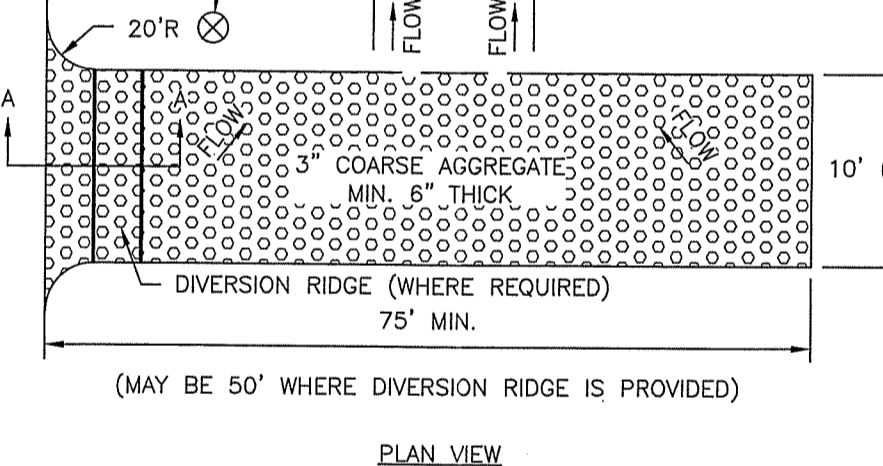 20'R
FLOW
FLOW
A
A
FLOW
FLOW
3" COARSE AGGREGATE
MIN. 6" THICK
10' (
DIVERSION RIDGE (WHERE REQUIRED)
75' MIN.
(MAY BE 50' WHERE DIVERSION RIDGE IS PROVIDED)
PLAN VIEW